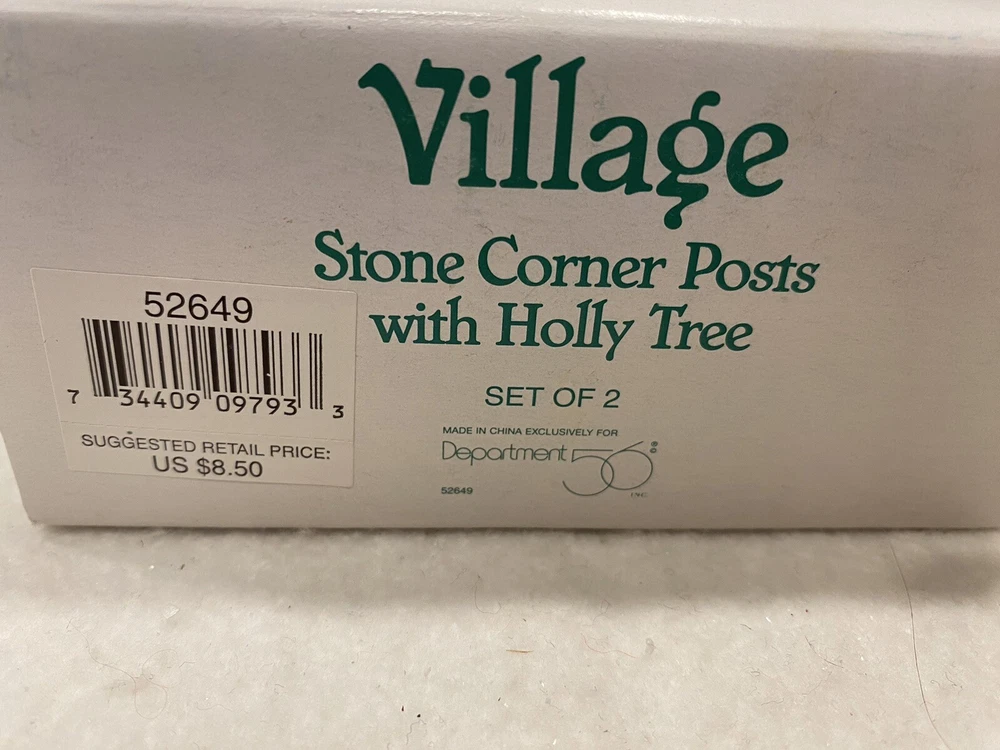 Village
Stone Corner Posts
with Holly Tree
SET OF 2
MADE IN CHINA EXCLUSIVELY FOR
Department 56®
INC.
52649
52649
7 34409 09793 3
SUGGESTED RETAIL PRICE:
US $8.50